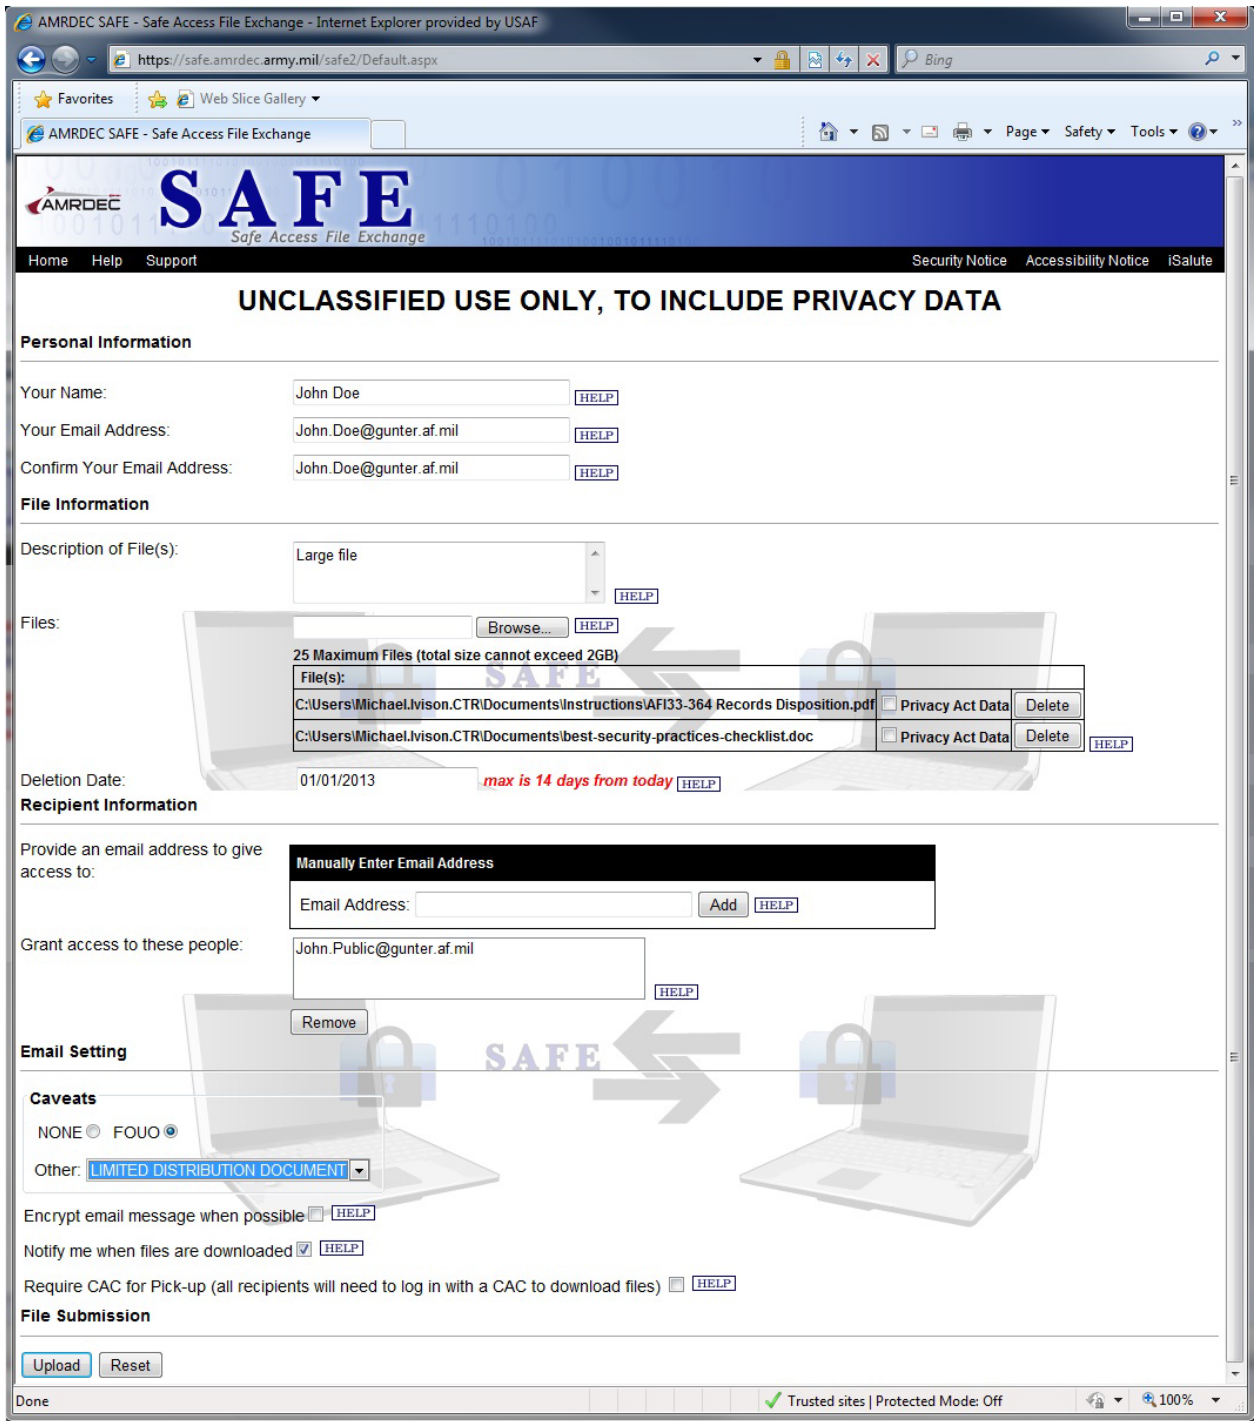 AMRDEC SAFE - Safe Access File Exchange - Internet Explorer provided by USAF
https://safe.amrdec.army.mil/safe2/Default.aspx
Bing
Favorites
Web Slice Gallery
AMRDEC SAFE - Safe Access File Exchange
Page Safety Tools
AMRDEC
SAFE
Safe Access File Exchange
Home Help Support Security Notice Accessibility Notice iSalute
UNCLASSIFIED USE ONLY, TO INCLUDE PRIVACY DATA
Personal Information
Your Name: John Doe HELP
Your Email Address: John.Doe@gunter.af.mil HELP
Confirm Your Email Address: John.Doe@gunter.af.mil HELP
File Information
Description of File(s): Large file HELP
Files: Browse... HELP
25 Maximum Files (total size cannot exceed 2GB)
SAFE
File(s):
C:\Users\Michael.Ivison.CTR\Documents\Instructions\AFI33-364 Records Disposition.pdf Privacy Act Data Delete
C:\Users\Michael.Ivison.CTR\Documents\best-security-practices-checklist.doc Privacy Act Data Delete HELP
Deletion Date: 01/01/2013 max is 14 days from today HELP
Recipient Information
Provide an email address to give
access to:
Manually Enter Email Address
Email Address: Add HELP
Grant access to these people: John.Public@gunter.af.mil HELP
Remove
Email Setting
SAFE
Caveats
NONE FOUO
Other: LIMITED DISTRIBUTION DOCUMENT
Encrypt email message when possible HELP
Notify me when files are downloaded HELP
Require CAC for Pick-up (all recipients will need to log in with a CAC to download files) HELP
File Submission
Upload Reset
Done Trusted sites | Protected Mode: Off 100%